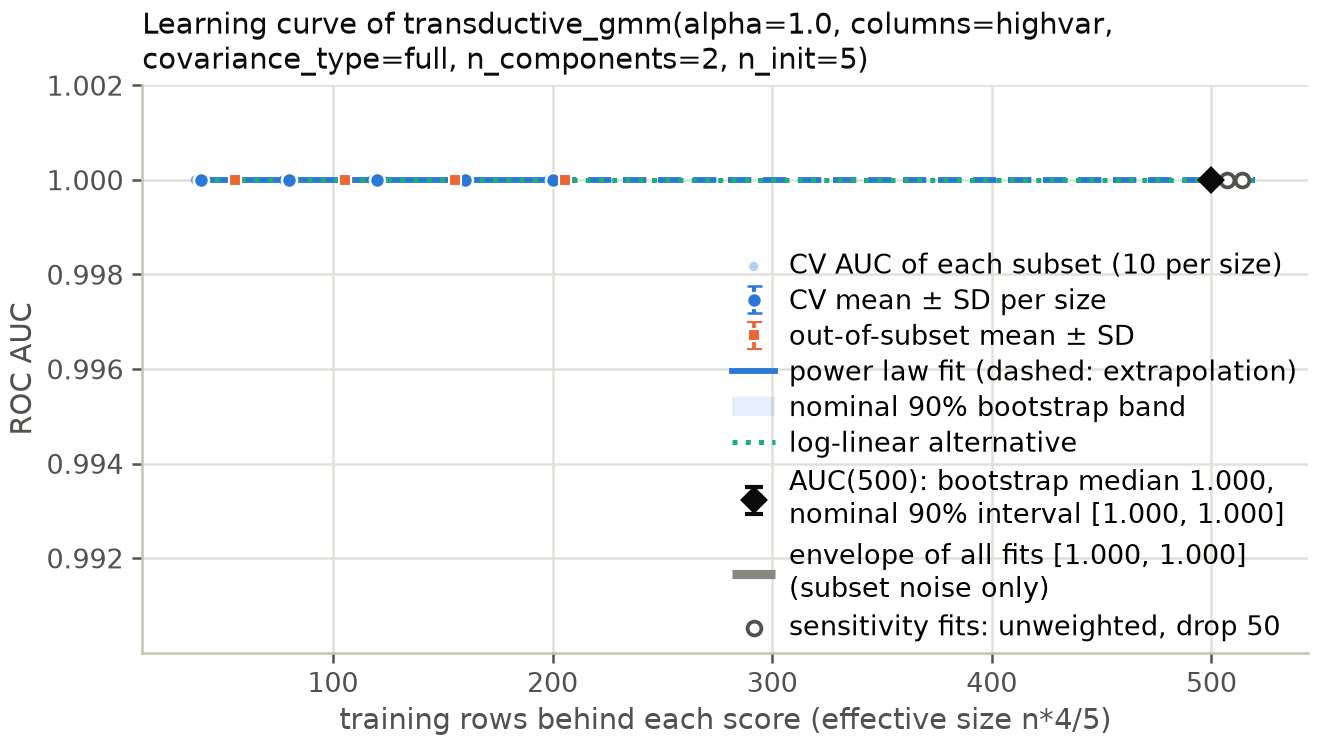 Learning curve of transductive_gmm(alpha=1.0, columns=highvar,
covariance_type=full, n_components=2, n_init=5)
1.002
1.000
0.998
0.996
0.994
0.992
ROC AUC
CV AUC of each subset (10 per size)
CV mean ± SD per size
out-of-subset mean ± SD
power law fit (dashed: extrapolation)
nominal 90% bootstrap band
log-linear alternative
AUC(500): bootstrap median 1.000,
nominal 90% interval [1.000, 1.000]
envelope of all fits [1.000, 1.000]
(subset noise only)
sensitivity fits: unweighted, drop 50
100
200
300
400
500
training rows behind each score (effective size n*4/5)